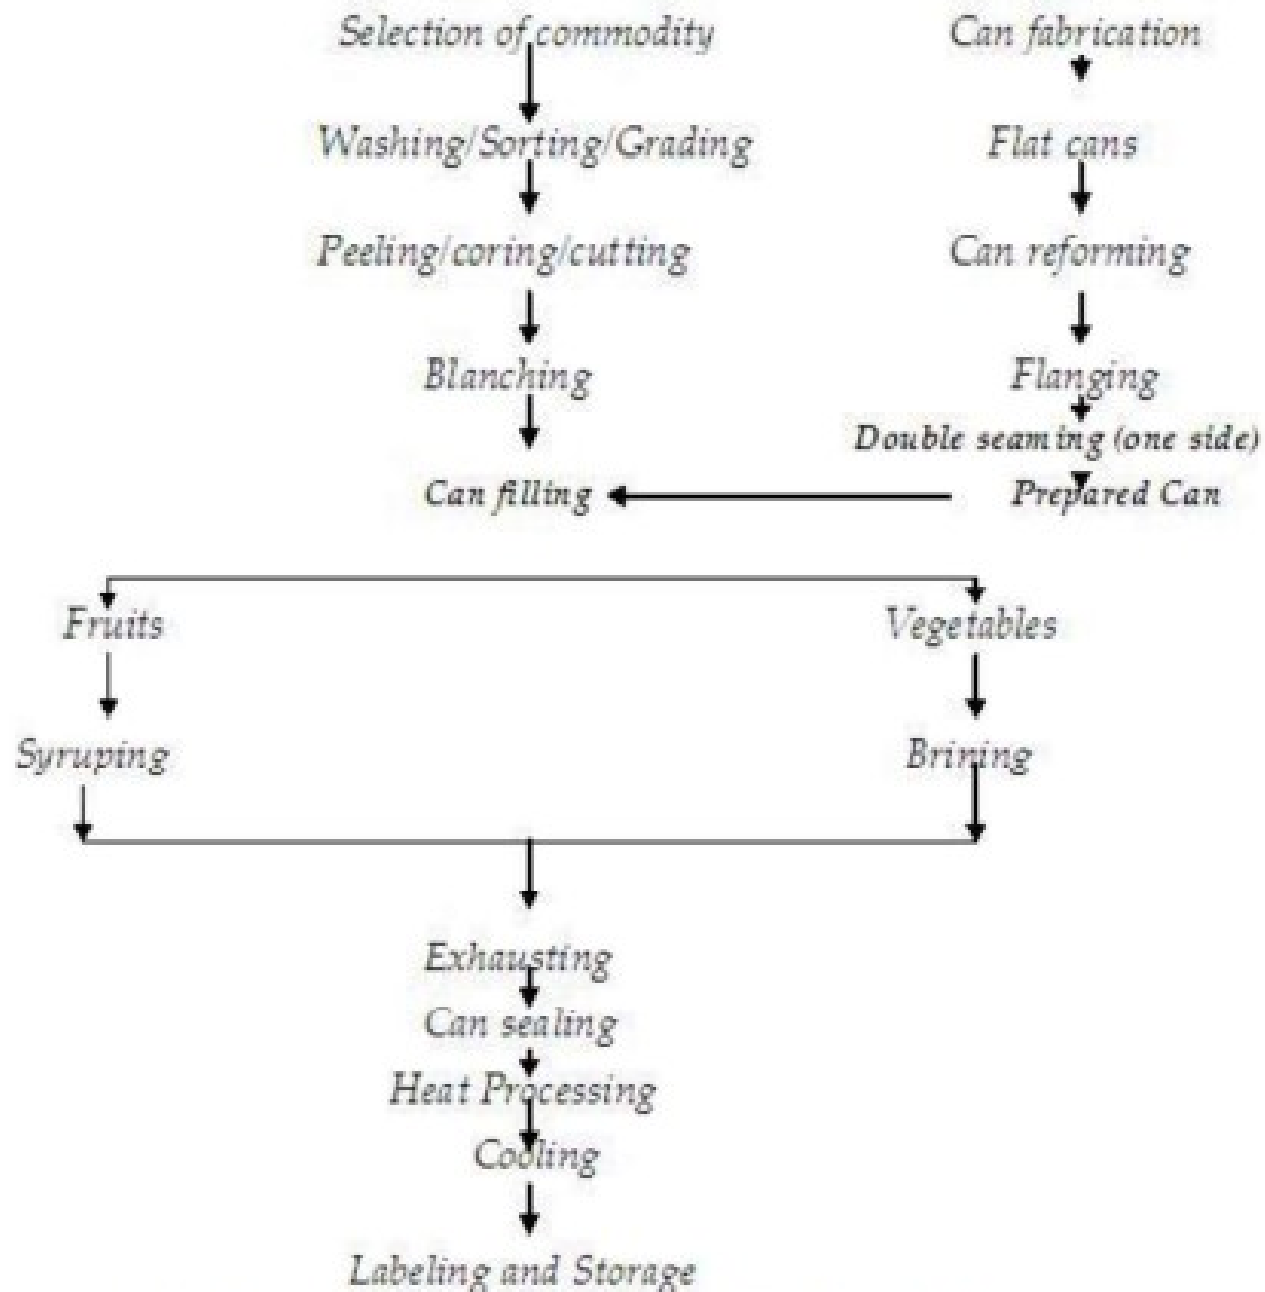 Selection of commodity
Can fabrication
Washing/Sorting/Grading
Flat cans
Peeling/coring/cutting
Can reforming
Blanching
Flanging
Double seaming (one side)
Can filling
Prepared Can
Fruits
Vegetables
Syruping
Brining
Exhausting
Can sealing
Heat Processing
Cooling
Labeling and Storage